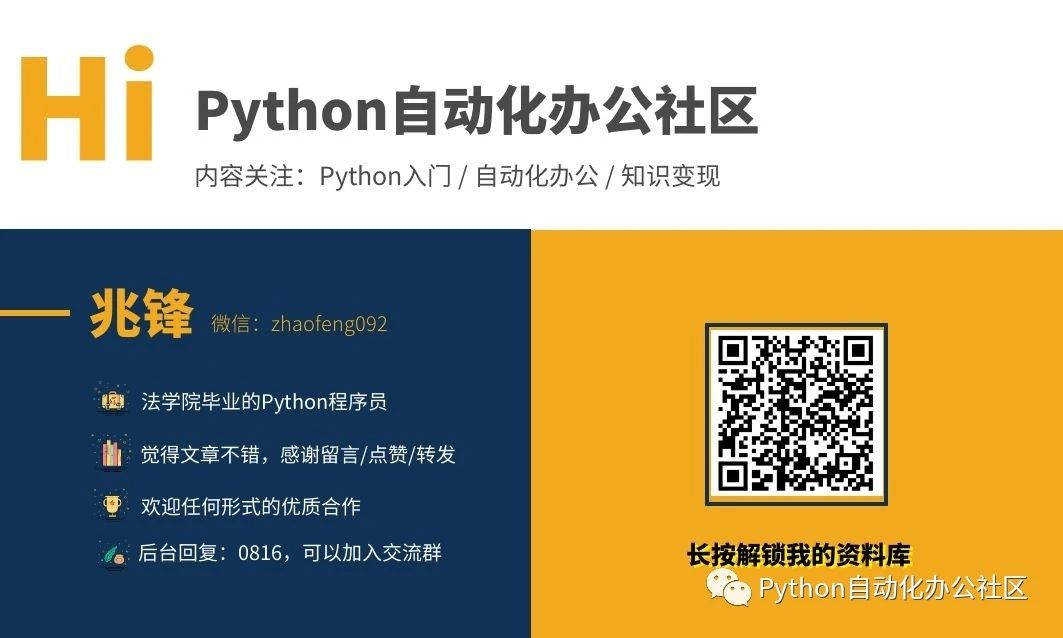 Hi
Python自动化办公社区
内容关注：Python入门 / 自动化办公 / 知识变现
兆锋 微信：zhaofeng092
法学院毕业的Python程序员
觉得文章不错，感谢留言/点赞/转发
欢迎任何形式的优质合作
后台回复：0816，可以加入交流群
长按解锁我的资料库
Python自动化办公社区